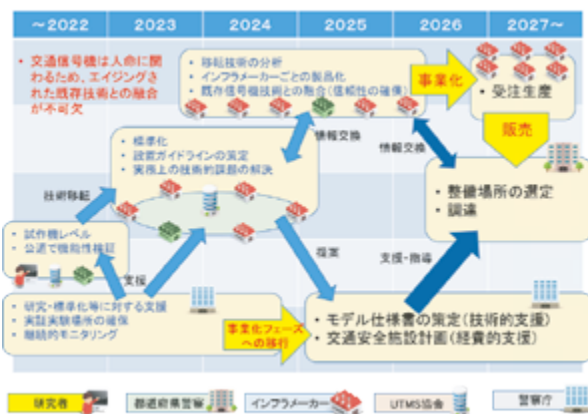 ～2022
2023
2024
2025
2026
2027～
• 交通信号機は人命に関
わるため、エイジングさ
れた既存技術との融合
が不可欠
• 移転技術の分析
• インフラメーカーごとの製品化
• 既存信号機技術との融合(信頼性の確保)
事業化
• 受注生産
販売
• 標準化
• 設置ガイドラインの策定
• 実務上の技術的課題の解決
情報交換
情報交換
• 整備場所の選定
• 調達
技術移転
• 試作機レベル
• 公道で機能性検証
支援
提案
支援・指導
• 研究・標準化等に対する支援
• 実証実験場所の確保
• 継続的モニタリング
事業化フェーズ
への移行
• モデル仕様書の策定(技術的支援)
• 交通安全施設計画(経費的支援)
研究者
都道府県警察
インフラメーカー
UTMS協会
警察庁